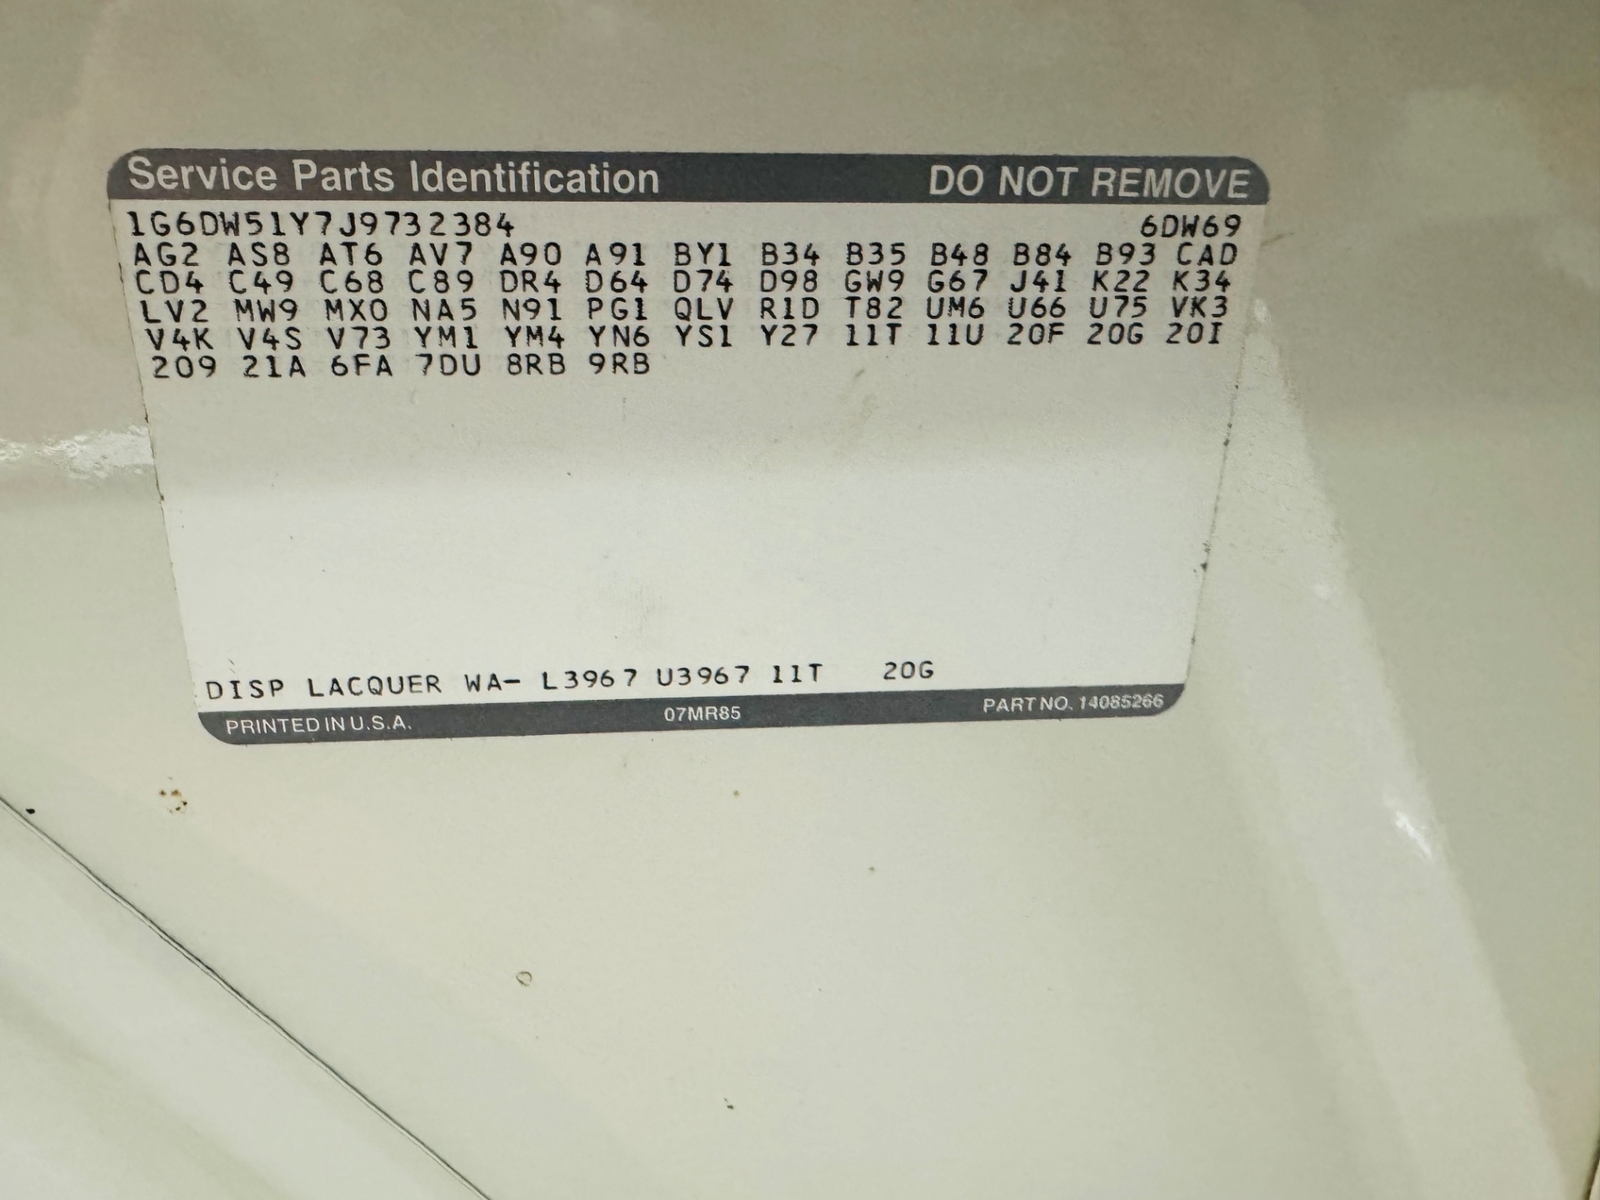 Service Parts Identification DO NOT REMOVE
1G6DW51Y7J9732384 6DW69
AG2 AS8 AT6 AV7 A90 A91 BY1 B34 B35 B48 B84 B93 CAD
CD4 C49 C68 C89 DR4 D64 D74 D98 GW9 G67 J41 K22 K34
LV2 MW9 MX0 NA5 N91 PG1 QLV R1D T82 UM6 U66 U75 VK3
V4K V4S V73 YM1 YM4 YN6 YS1 Y27 11T 11U 20F 20G 20I
209 21A 6FA 7DU 8RB 9RB
DISP LACQUER WA- L3967 U3967 11T 20G
PRINTED IN U.S.A. 07MR85 PART NO. 14085266